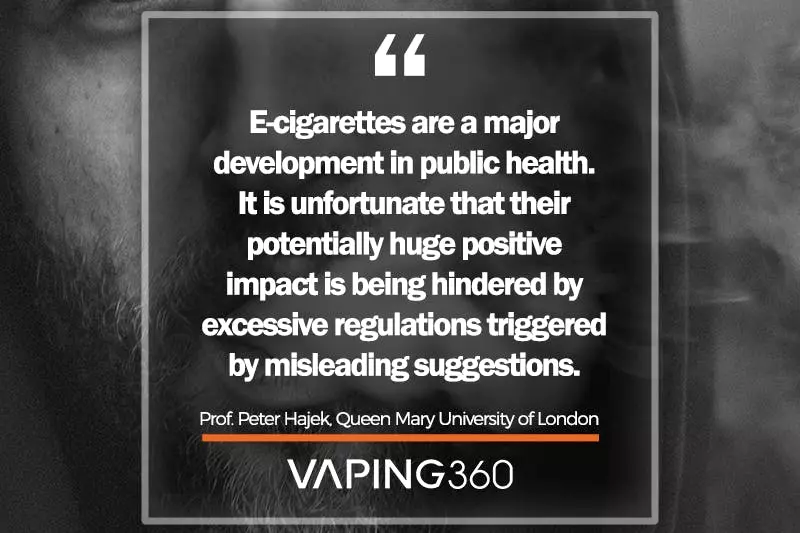 “
E-cigarettes are a major
development in public health.
It is unfortunate that their
potentially huge positive
impact is being hindered by
excessive regulations triggered
by misleading suggestions.
Prof. Peter Hajek, Queen Mary University of London
VAPING360